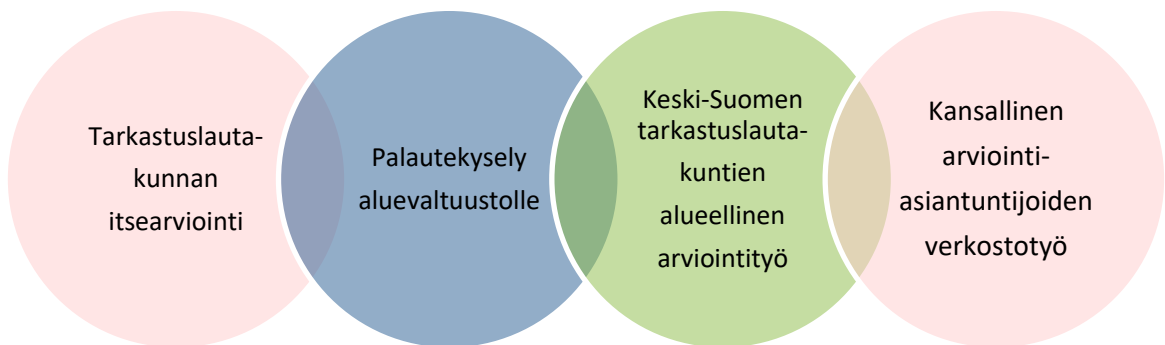 Tarkastuslauta-
kunnan
itsearviointi
Palautekysely
aluevaltuustolle
Keski-Suomen
tarkastuslauta-
kuntien
alueellinen
arviointityö
Kansallinen
arviointi-
asiantuntijoiden
verkostotyö